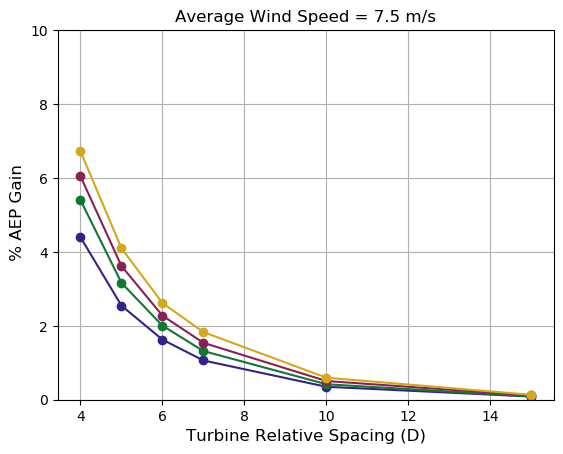 Average Wind Speed = 7.5 m/s
10
8
6
4
2
0
% AEP Gain
4 6 8 10 12 14
Turbine Relative Spacing (D)